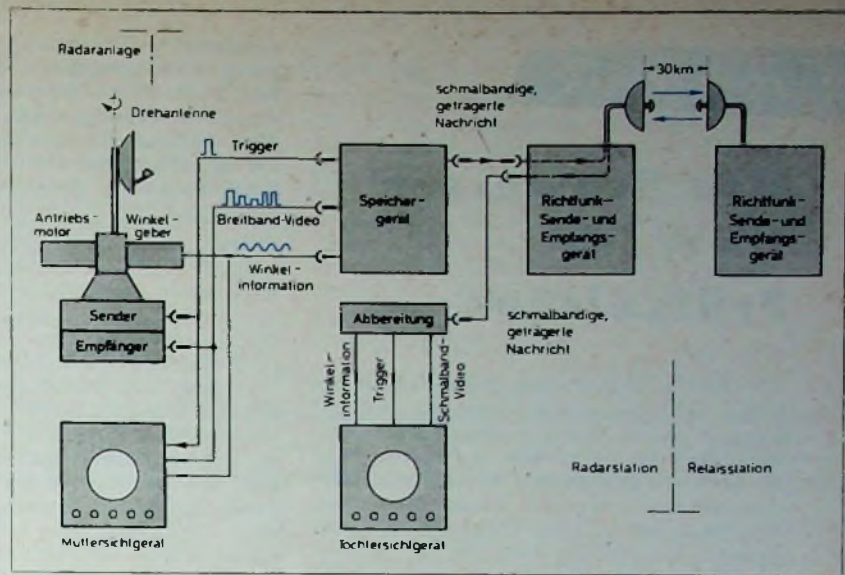 Radaranlage
Drehantenne
Antriebs-
motor
Winkel-
geber
Sender
Empfänger
Trigger
Breitband-Video
Winkel-
information
Speicher-
gerät
schmalbandige,
geträgerte
Nachricht
30km
Richtfunk-
Sende- und
Empfangs-
gerät
Richtfunk-
Sende- und
Empfangs-
gerät
Abbereitung
schmalbandige,
geträgerte
Nachricht
Winkel-
information
Trigger
Schmalband-
Video
Radarstation
Relaisstation
Muttersichtgerät
Tochtersichtgerät